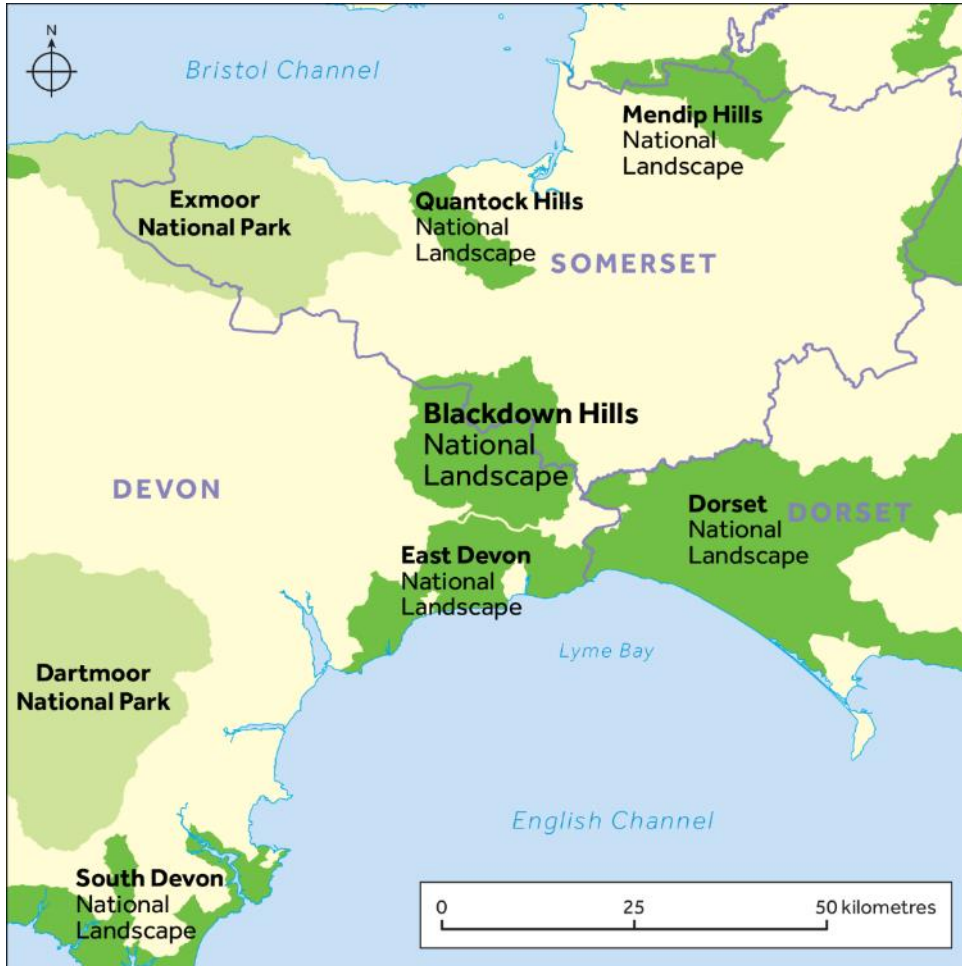 N
Bristol Channel
Mendip Hills
National
Landscape
Exmoor
National Park
Quantock Hills
National
Landscape
SOMERSET
Blackdown Hills
National
Landscape
DEVON
Dorset
National
Landscape
DORSET
East Devon
National
Landscape
Lyme Bay
Dartmoor
National Park
English Channel
South Devon
National
Landscape
0 25 50 kilometres